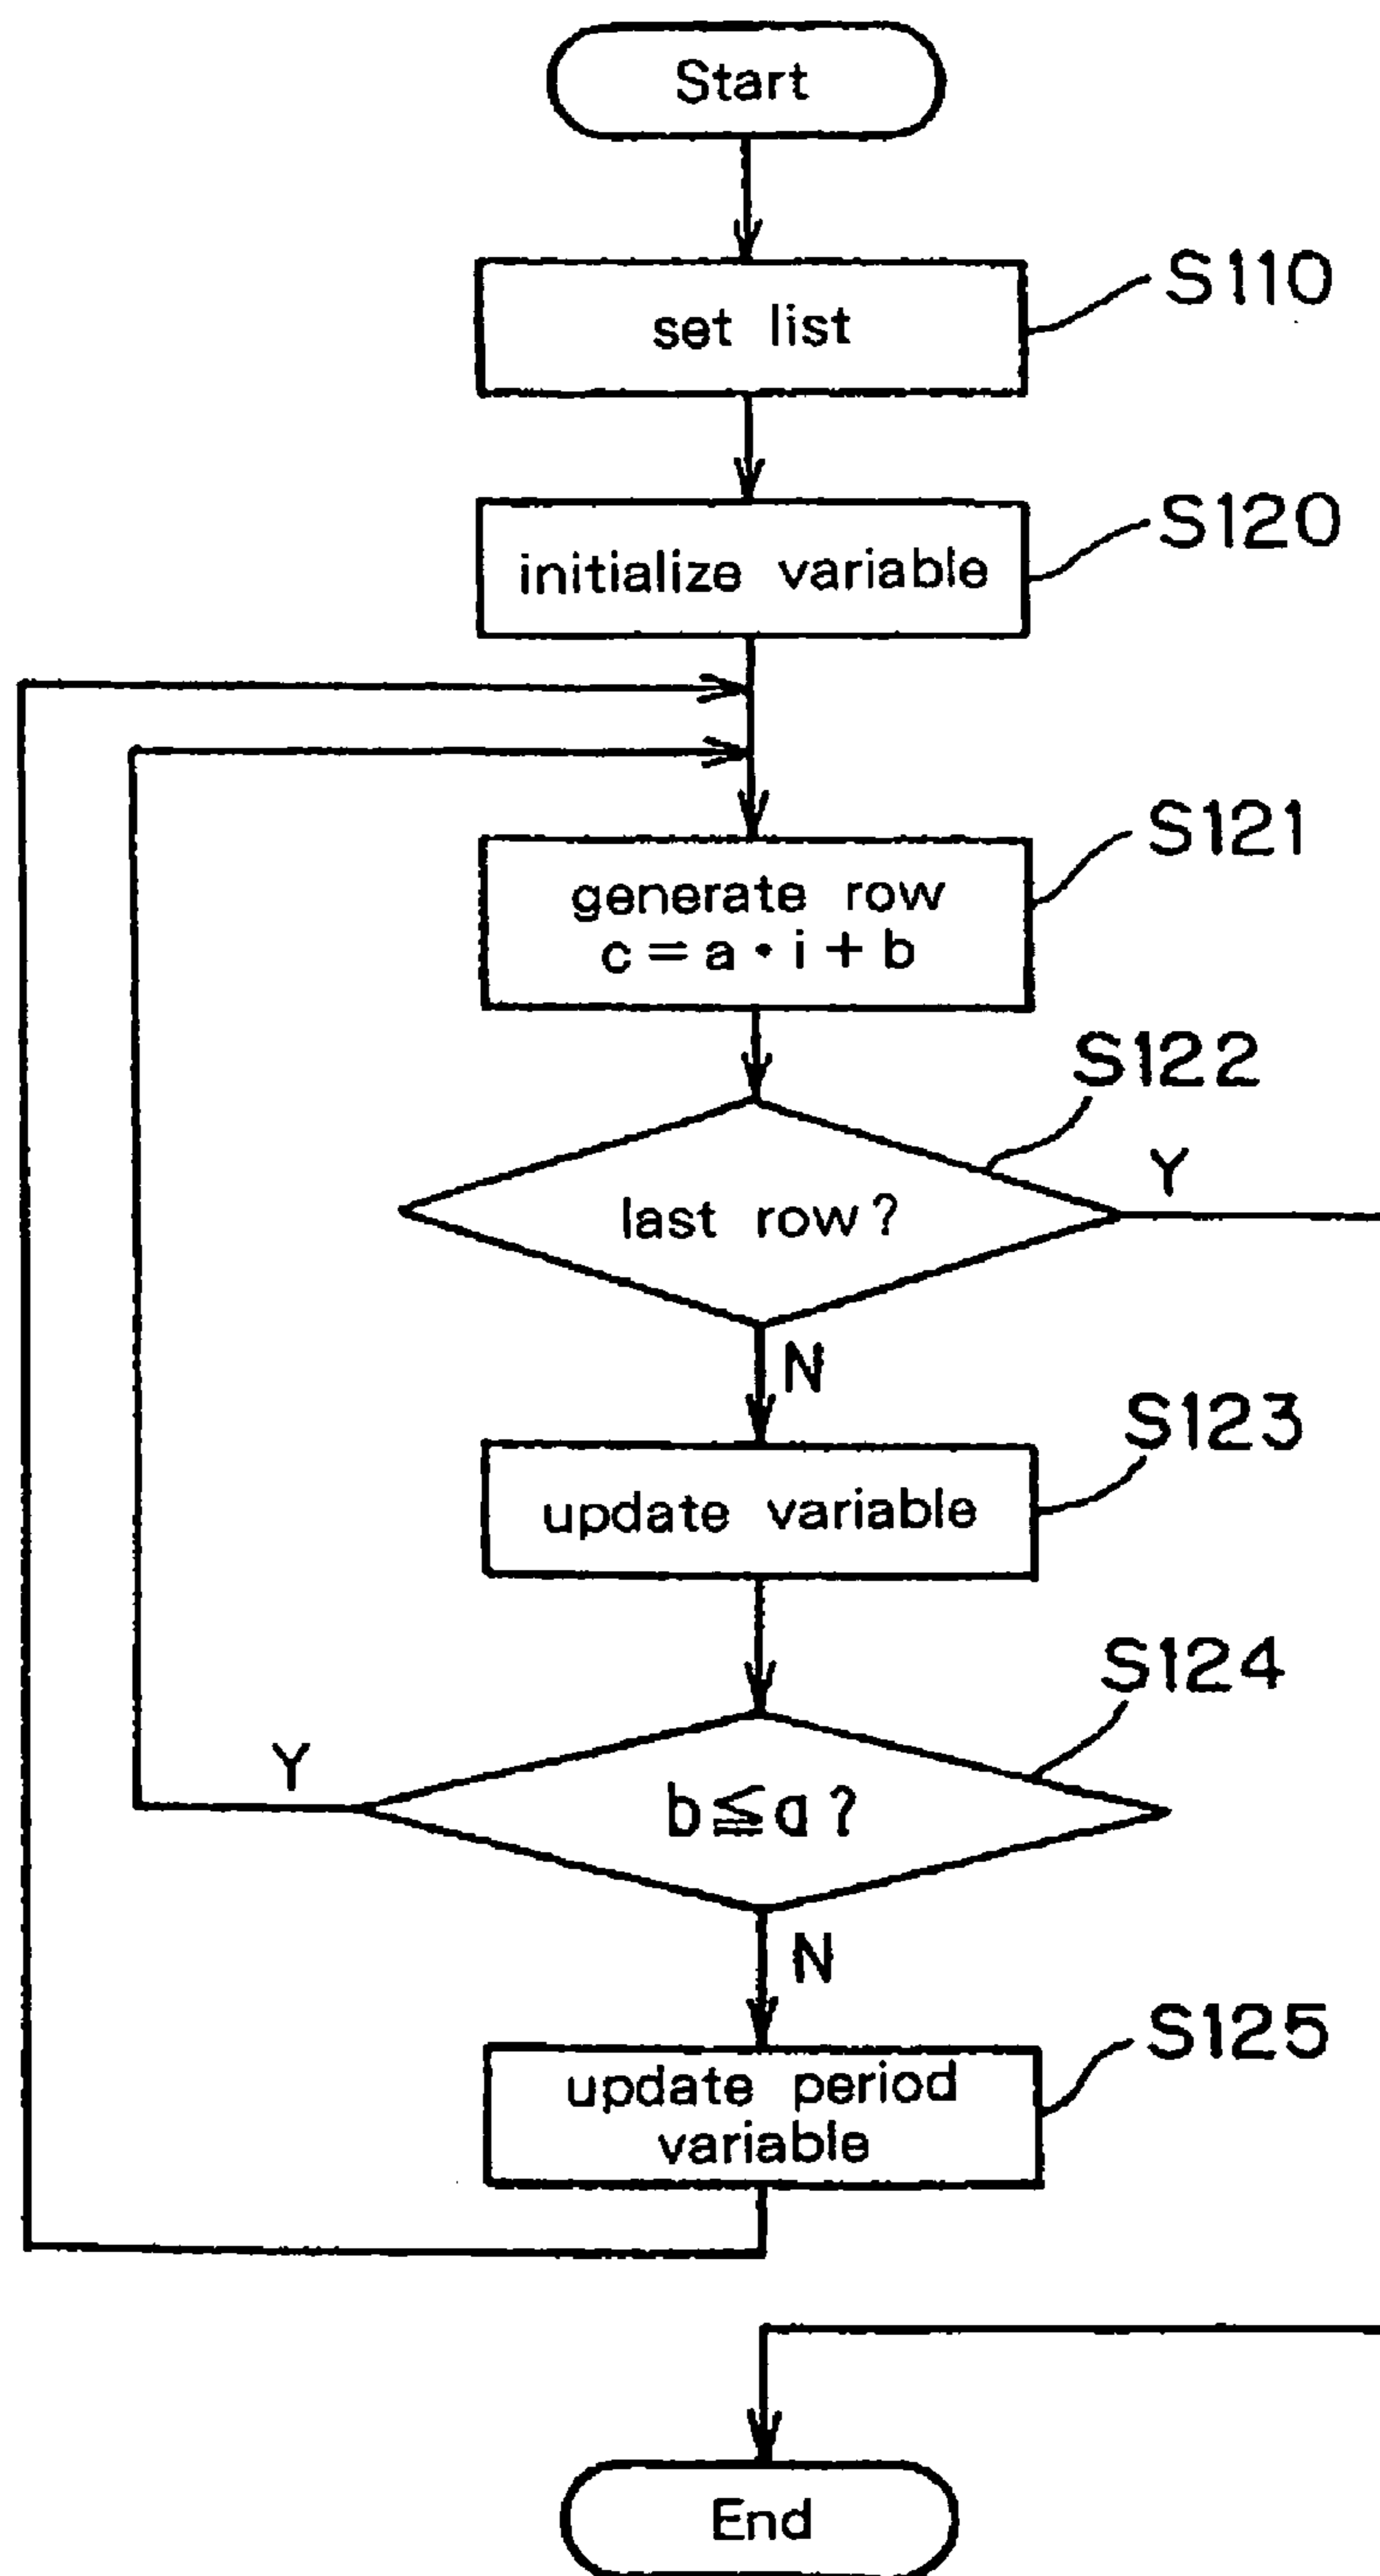 Start
set list
S110
initialize variable
S120
generate row
c = a · i + b
S121
last row ?
S122
Y
N
update variable
S123
b ≦ a ?
S124
Y
N
update period
variable
S125
End